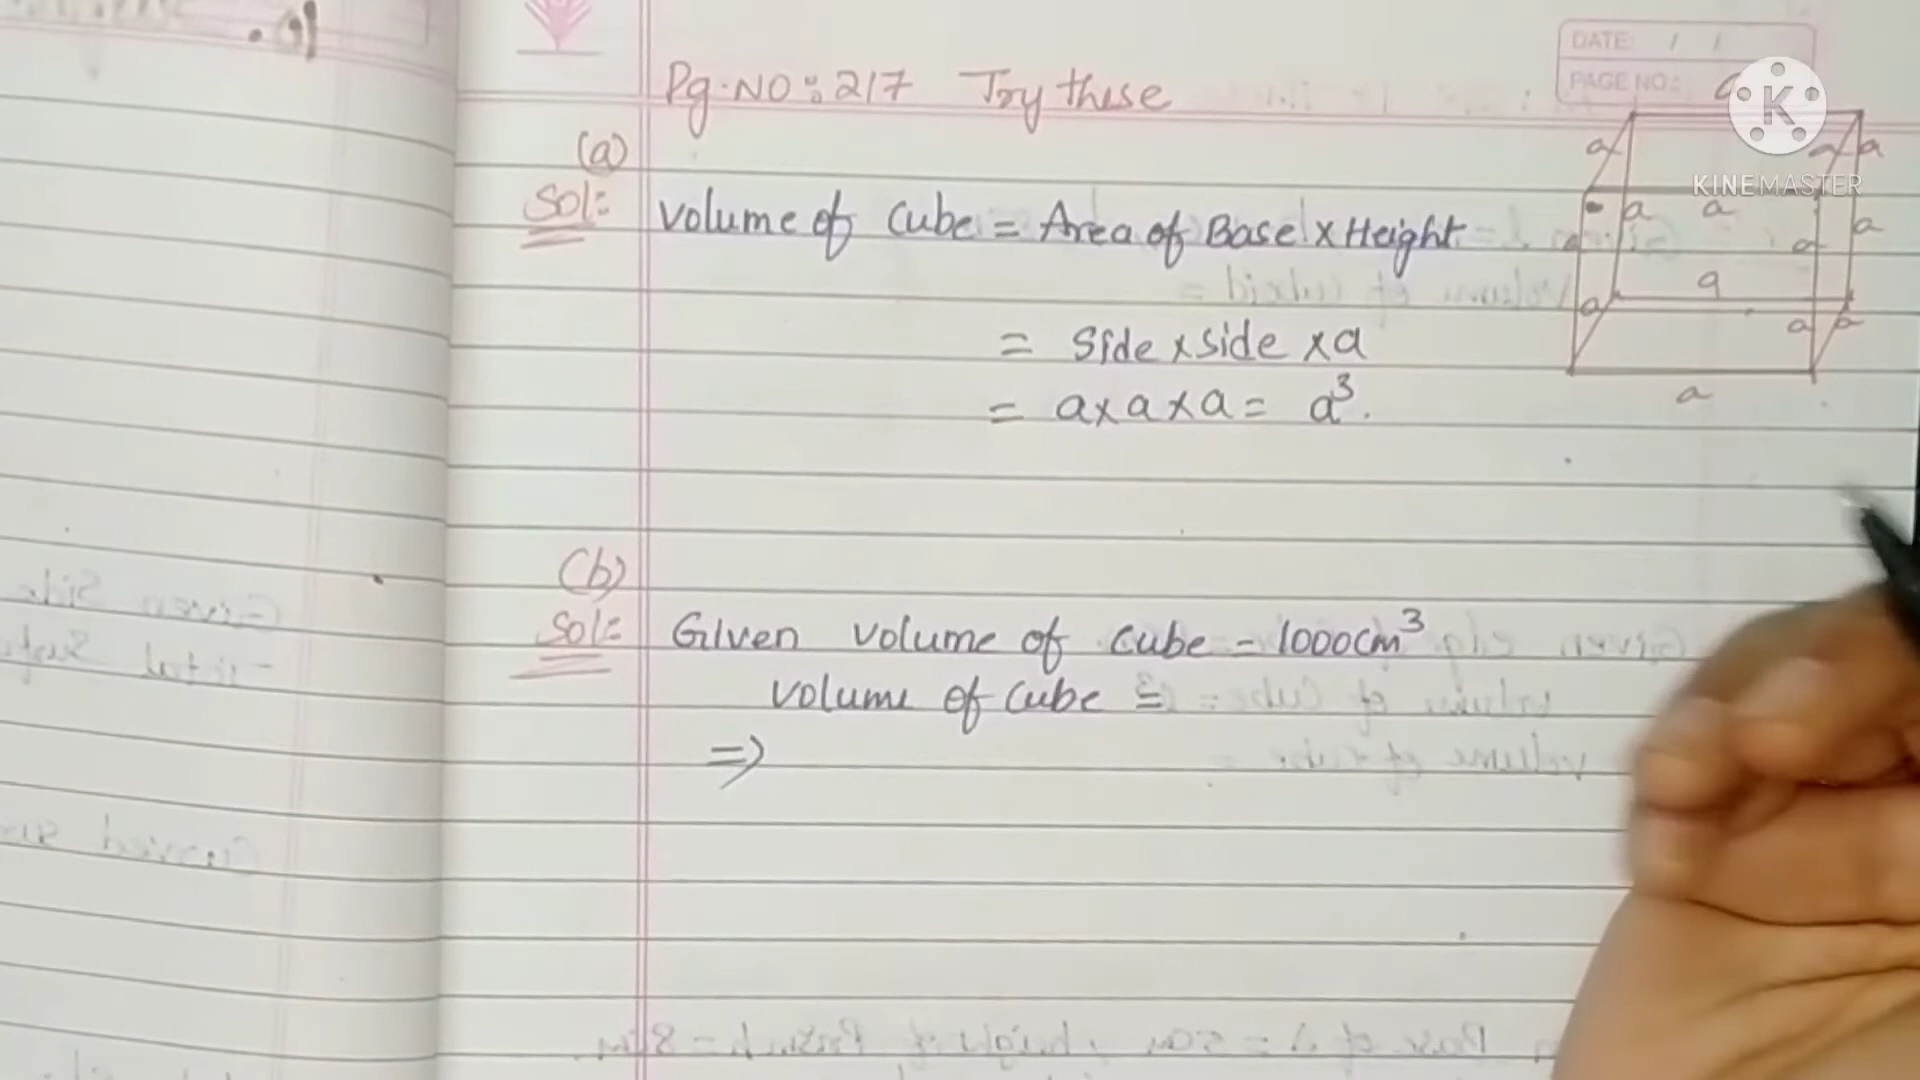 Pg.NO:217 Try these
DATE: / /
PAGE NO.:
KINEMASTER
(a)
Sol:
Volume of Cube = Area of Base x Height
= Side x Side x a
= a x a x a = a³.
a
a
a
a
a
a
a
a
a
a
a
a
(b)
Sol:
Given Volume of Cube = 1000cm³
Volume of Cube =
=>